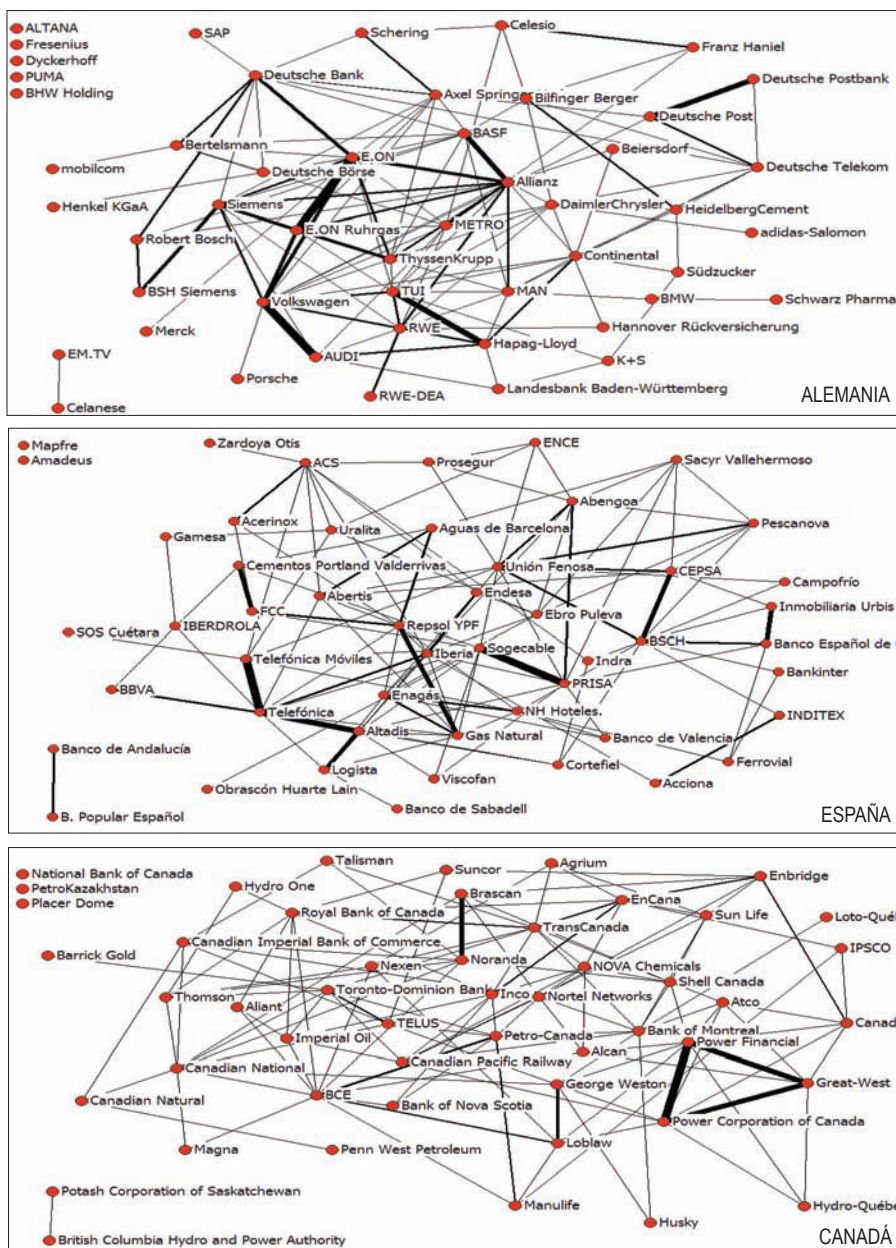 ALTANA
Fresenius
Dyckerhoff
PUMA
BHW Holding
SAP
Schering
Celesio
Franz Haniel
Deutsche Bank
Axel Springer
Bilfinger Berger
Deutsche Postbank
Deutsche Post
BASF
Bertelsmann
E.ON
Beiersdorf
mobilcom
Deutsche Börse
Allianz
Deutsche Telekom
Henkel KGaA
Siemens
DaimlerChrysler
HeidelbergCement
E.ON Ruhrgas
METRO
adidas-Salomon
Robert Bosch
ThyssenKrupp
Continental
Südzucker
BSH Siemens
Volkswagen
TUI
MAN
BMW
Schwarz Pharma
Merck
RWE
Hannover Rückversicherung
EM.TV
AUDI
Hapag-Lloyd
K+S
Porsche
RWE-DEA
Landesbank Baden-Württemberg
Celanese
ALEMANIA
Mapfre
Amadeus
Zardoya Otis
ACS
Prosegur
ENCE
Sacyr Vallehermoso
Abengoa
Acerinox
Uralita
Aguas de Barcelona
Pescanova
Gamesa
Cementos Portland Valderrivas
Unión Fenosa
CEPSA
Campofrío
Abertis
Endesa
FCC
Ebro Puleva
Inmobiliaria Urbis
SOS Cuétara
IBERDROLA
Repsol YPF
BSCH
Banco Español de
Telefónica Móviles
Iberia
Sogecable
Indra
Bankinter
BBVA
Enagás
PRISA
Telefónica
NH Hoteles.
INDITEX
Banco de Andalucía
Altadis
Gas Natural
Banco de Valencia
Logista
Viscofan
Cortefiel
Ferrovial
Obrascón Huarte Lain
Acciona
B. Popular Español
Banco de Sabadell
ESPAÑA
National Bank of Canada
PetroKazakhstan
Placer Dome
Talisman
Suncor
Agrium
Enbridge
Hydro One
Brascan
EnCana
Royal Bank of Canada
Sun Life
Loto-Qué
TransCanada
Canadian Imperial Bank of Commerce
IPSCO
Barrick Gold
Nexen
Noranda
NOVA Chemicals
Shell Canada
Thomson
Toronto-Dominion Bank
Inco
Nortel Networks
Atco
Aliant
TELUS
Canad
Imperial Oil
Petro-Canada
Bank of Montreal
Power Financial
Canadian National
Canadian Pacific Railway
Alcan
Great-West
Canadian Natural
BCE
George Weston
Bank of Nova Scotia
Power Corporation of Canada
Magna
Penn West Petroleum
Loblaw
Potash Corporation of Saskatchewan
Manulife
Hydro-Québe
Husky
British Columbia Hydro and Power Authority
CANADÁ